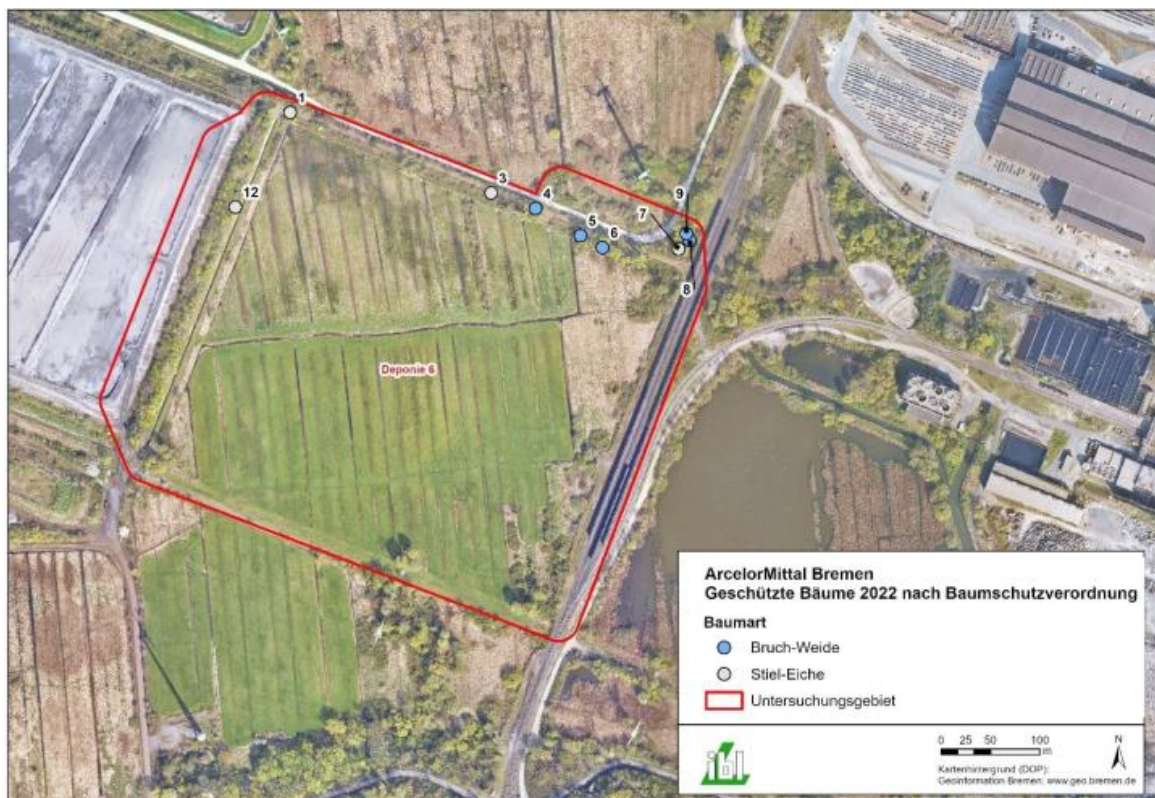 1
3
9
12
4
7
5
6
8
Deponie 6
ArcelorMittal Bremen
Geschützte Bäume 2022 nach Baumschutzverordnung
Baumart
Bruch-Weide
Stiel-Eiche
Untersuchungsgebiet
0 25 50 100
m
N
Kartenhintergrund (DOP):
Geoinformation Bremen: www.geo.bremen.de